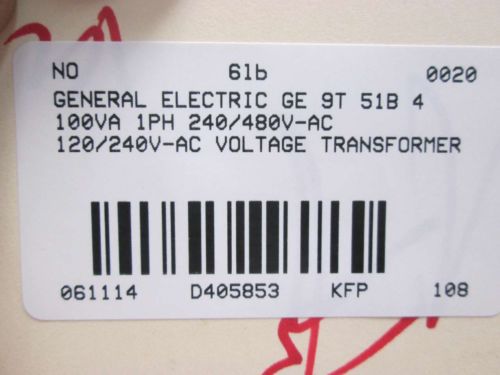 NO 6lb 0020
GENERAL ELECTRIC GE 9T 51B 4
100VA 1PH 240/480V-AC
120/240V-AC VOLTAGE TRANSFORMER
061114 D405853 KFP 108